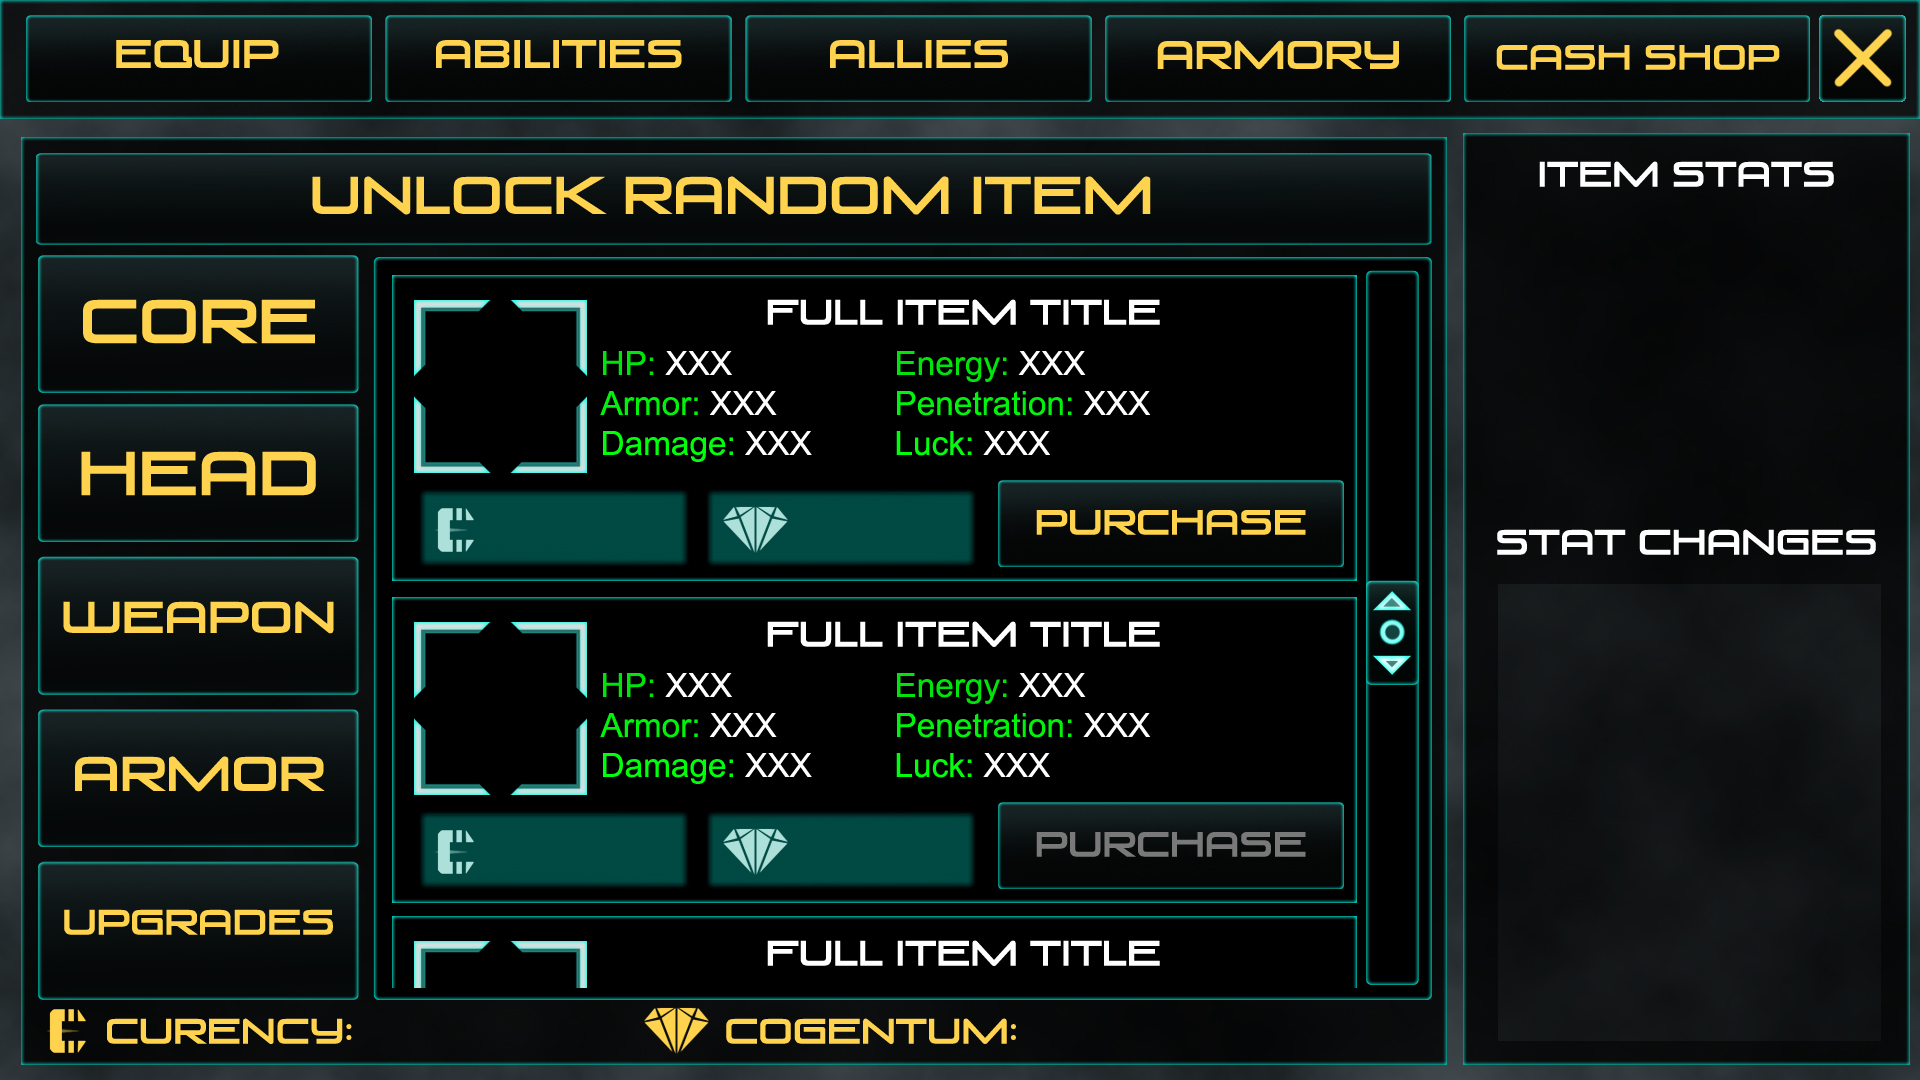 EQUIP
ABILITIES
ALLIES
ARMORY
CASH SHOP
UNLOCK RANDOM ITEM
CORE
HEAD
WEAPON
ARMOR
UPGRADES
FULL ITEM TITLE
HP: XXX
Energy: XXX
Armor: XXX
Penetration: XXX
Damage: XXX
Luck: XXX
PURCHASE
FULL ITEM TITLE
HP: XXX
Energy: XXX
Armor: XXX
Penetration: XXX
Damage: XXX
Luck: XXX
PURCHASE
FULL ITEM TITLE
CURENCY:
COGENTUM:
ITEM STATS
STAT CHANGES